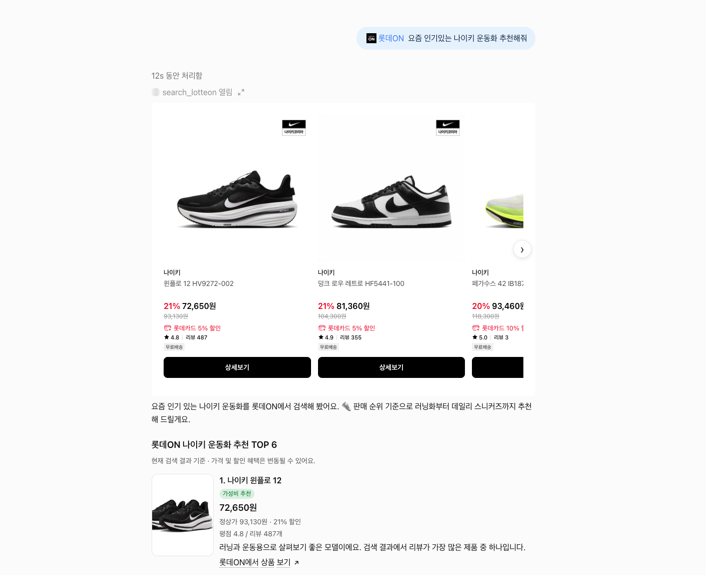 롯데ON 요즘 인기있는 나이키 운동화 추천해줘
12s 동안 처리함
search_lotteon 열림
나이키
윈플로 12 HV9272-002
21% 72,650원
93,130원
롯데카드 5% 할인
★ 4.8 | 리뷰 487
무료배송
상세보기
나이키
덩크 로우 레트로 HF5441-100
21% 81,360원
104,300원
롯데카드 5% 할인
★ 4.9 | 리뷰 355
무료배송
상세보기
나이키
페가수스 42 IB187
20% 93,460원
118,300원
롯데카드 10%
★ 5.0 | 리뷰 3
무료배송
상세보기
요즘 인기 있는 나이키 운동화를 롯데ON에서 검색해 봤어요. 판매 순위 기준으로 러닝화부터 데일리 스니커즈까지 추천
해 드릴게요.
롯데ON 나이키 운동화 추천 TOP 6
현재 검색 결과 기준 · 가격 및 할인 혜택은 변동될 수 있어요.
1. 나이키 윈플로 12
가성비 추천
72,650원
정상가 93,130원 · 21% 할인
평점 4.8 / 리뷰 487개
러닝과 운동용으로 살펴보기 좋은 모델이에요. 검색 결과에서 리뷰가 가장 많은 제품 중 하나입니다.
롯데ON에서 상품 보기